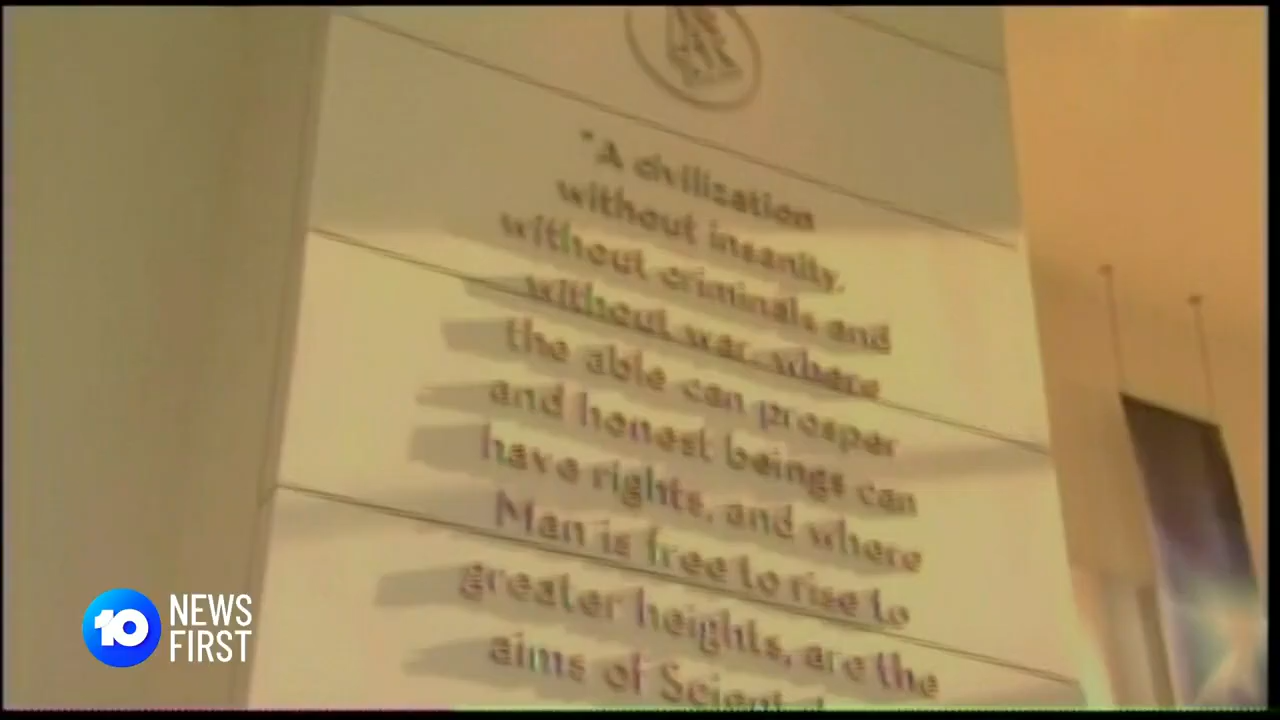 "A civilization
without insanity,
without criminals and
without war, where
the able can prosper
and honest beings can
have rights, and where
Man is free to rise to
greater heights, are the
aims of
10 NEWS
FIRST